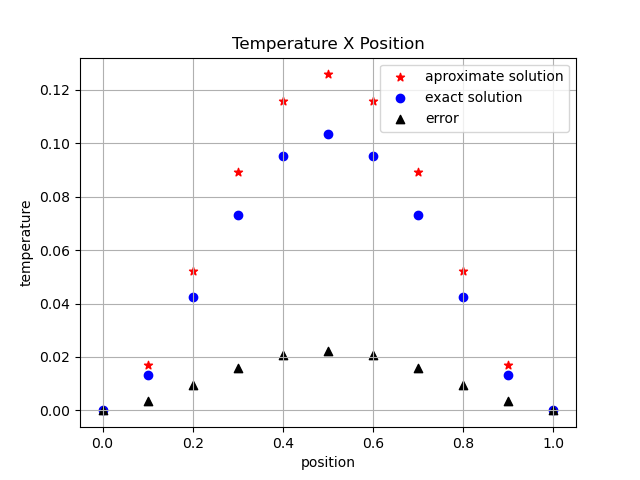 Temperature X Position
aproximate solution
exact solution
error
0.12
0.10
0.08
0.06
0.04
0.02
0.00
temperature
0.0 0.2 0.4 0.6 0.8 1.0
position